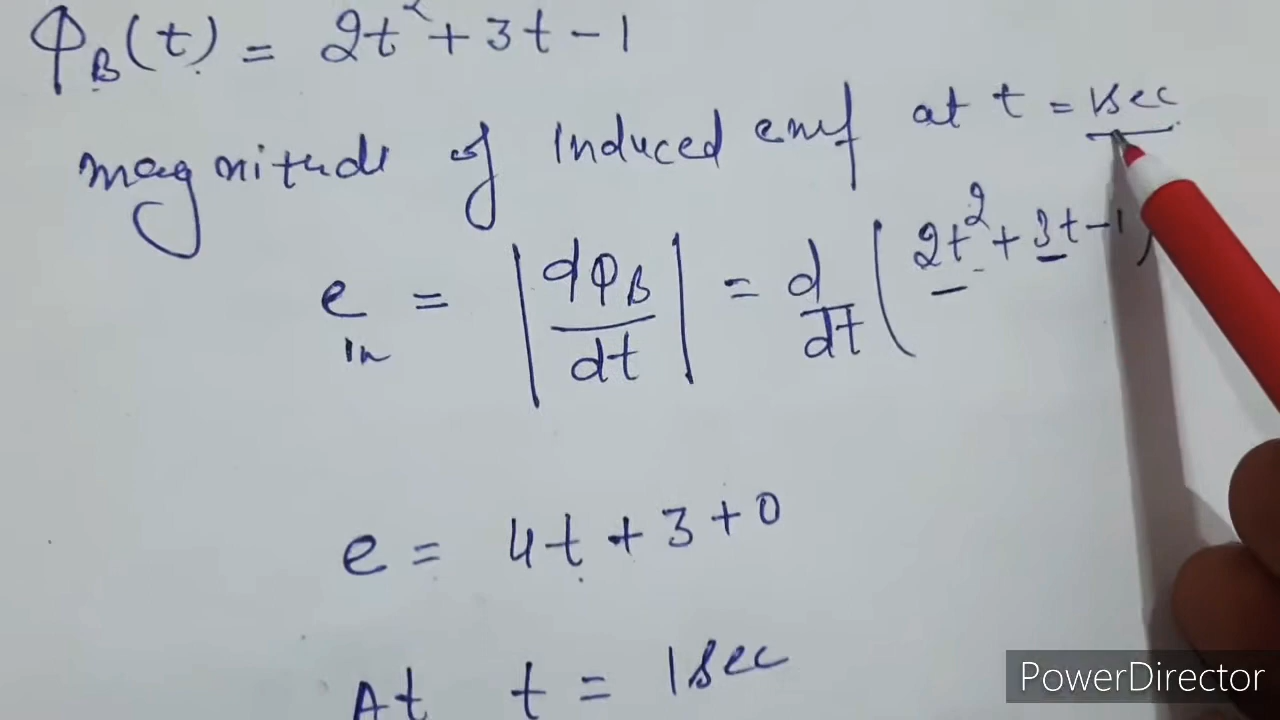 φB(t) = 2t² + 3t - 1
magnitude of Induced emf at t = 1sec
e in = |dφB/dt| = d/dt (2t² + 3t - 1)
e = 4t + 3 + 0
At t = 1sec
PowerDirector